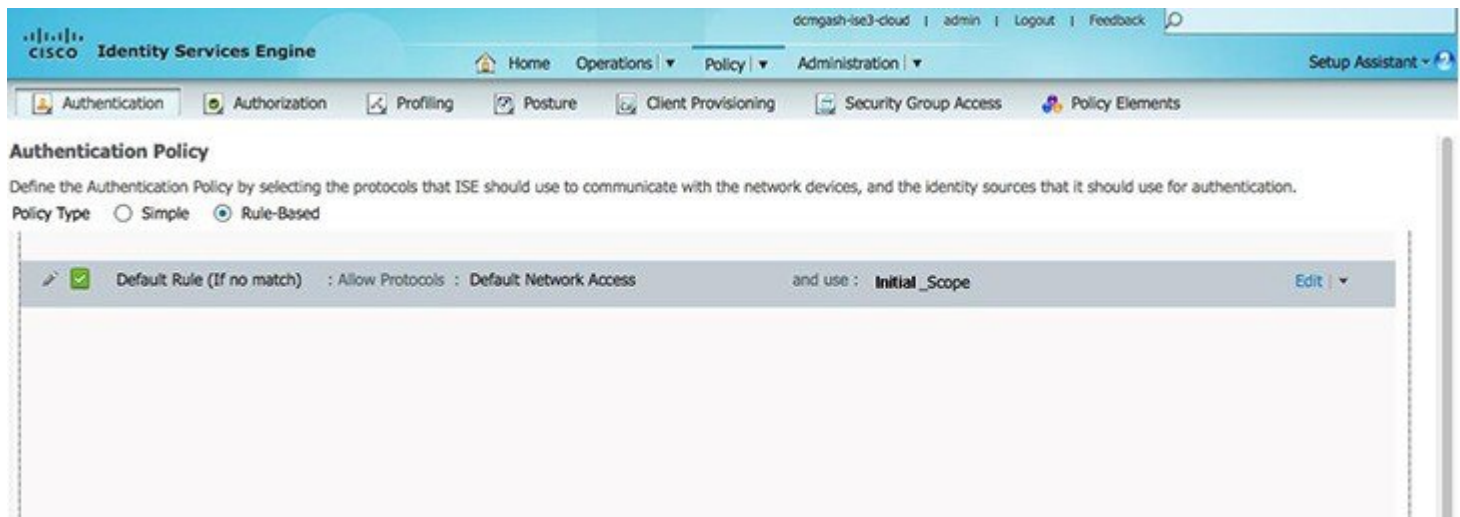 dcmgash-ise3-cloud | admin | Logout | Feedback
CISCO Identity Services Engine
Home Operations Policy Administration Setup Assistant
Authentication Authorization Profiling Posture Client Provisioning Security Group Access Policy Elements
Authentication Policy
Define the Authentication Policy by selecting the protocols that ISE should use to communicate with the network devices, and the identity sources that it should use for authentication.
Policy Type Simple Rule-Based
Default Rule (If no match) : Allow Protocols : Default Network Access and use : Initial_Scope Edit